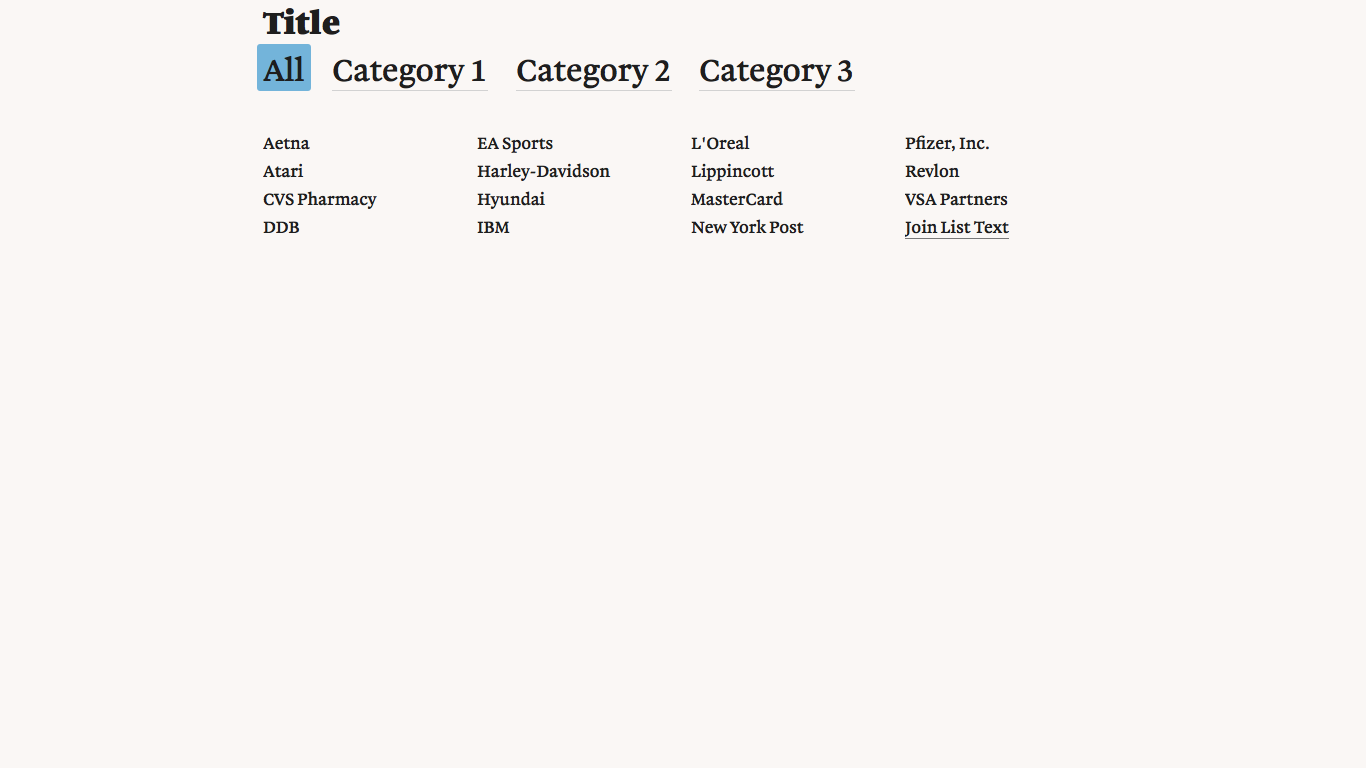 Title
All Category 1 Category 2 Category 3
Aetna
Atari
CVS Pharmacy
DDB
EA Sports
Harley-Davidson
Hyundai
IBM
L'Oreal
Lippincott
MasterCard
New York Post
Pfizer, Inc.
Revlon
VSA Partners
Join List Text